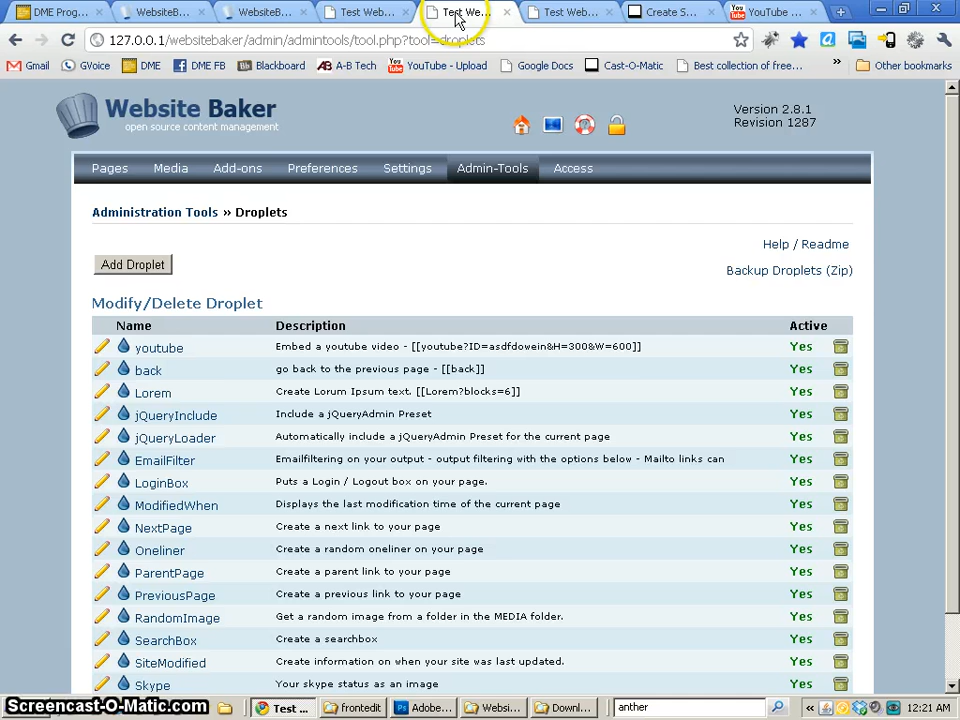 DME Progr...
WebsiteB...
WebsiteB...
Test Web...
Test We...
Test Web...
Create S...
YouTube ...
127.0.0.1/websitebaker/admin/admintools/tool.php?tool=droplets
Gmail
GVoice
DME
DME FB
Blackboard
A-B Tech
YouTube - Upload
Google Docs
Cast-O-Matic
Best collection of free...
»
Other bookmarks
Website Baker
open source content management
Version 2.8.1
Revision 1287
Pages
Media
Add-ons
Preferences
Settings
Admin-Tools
Access
Administration Tools » Droplets
Help / Readme
Add Droplet
Backup Droplets (Zip)
Modify/Delete Droplet
Name Description Active
youtube Embed a youtube video - [[youtube?ID=asdfdowein&H=300&W=600]] Yes
back go back to the previous page - [[back]] Yes
Lorem Create Lorum Ipsum text. [[Lorem?blocks=6]] Yes
jQueryInclude Include a jQueryAdmin Preset Yes
jQueryLoader Automatically include a jQueryAdmin Preset for the current page Yes
EmailFilter Emailfiltering on your output - output filtering with the options below - Mailto links can Yes
LoginBox Puts a Login / Logout box on your page. Yes
ModifiedWhen Displays the last modification time of the current page Yes
NextPage Create a next link to your page Yes
Oneliner Create a random oneliner on your page Yes
ParentPage Create a parent link to your page Yes
PreviousPage Create a previous link to your page Yes
RandomImage Get a random image from a folder in the MEDIA folder. Yes
SearchBox Create a searchbox Yes
SiteModified Create information on when your site was last updated. Yes
Skype Your skype status as an image Yes
Screencast-O-Matic.com
Test ...
frontedit
Adobe...
Websi...
Downl...
anther
«
12:21 AM